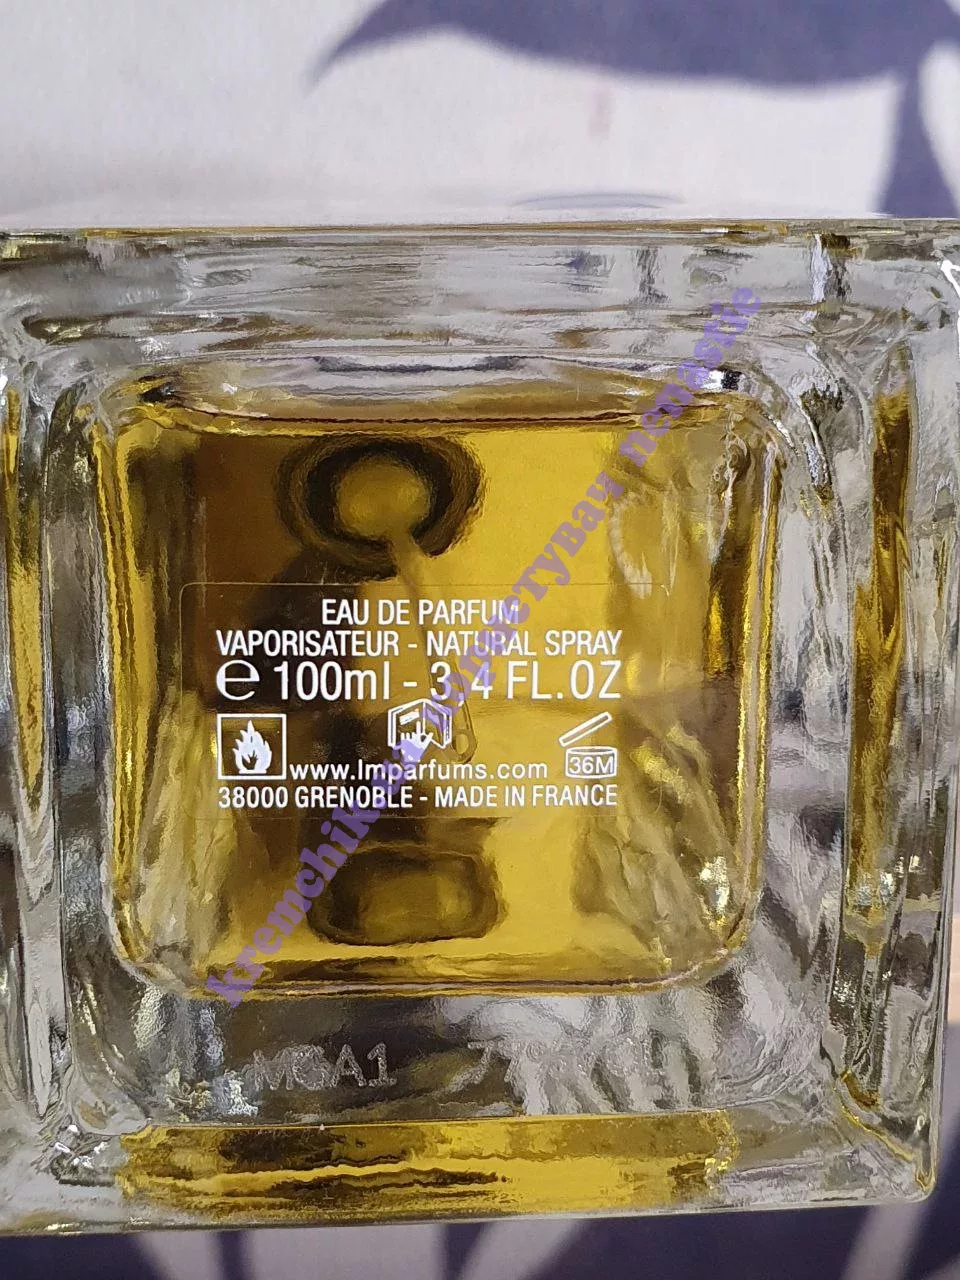 EAU DE PARFUM
VAPORISATEUR - NATURAL SPRAY
℮ 100ml - 3.4 FL.OZ
36M
www.lmparfums.com
38000 GRENOBLE - MADE IN FRANCE
MGA1